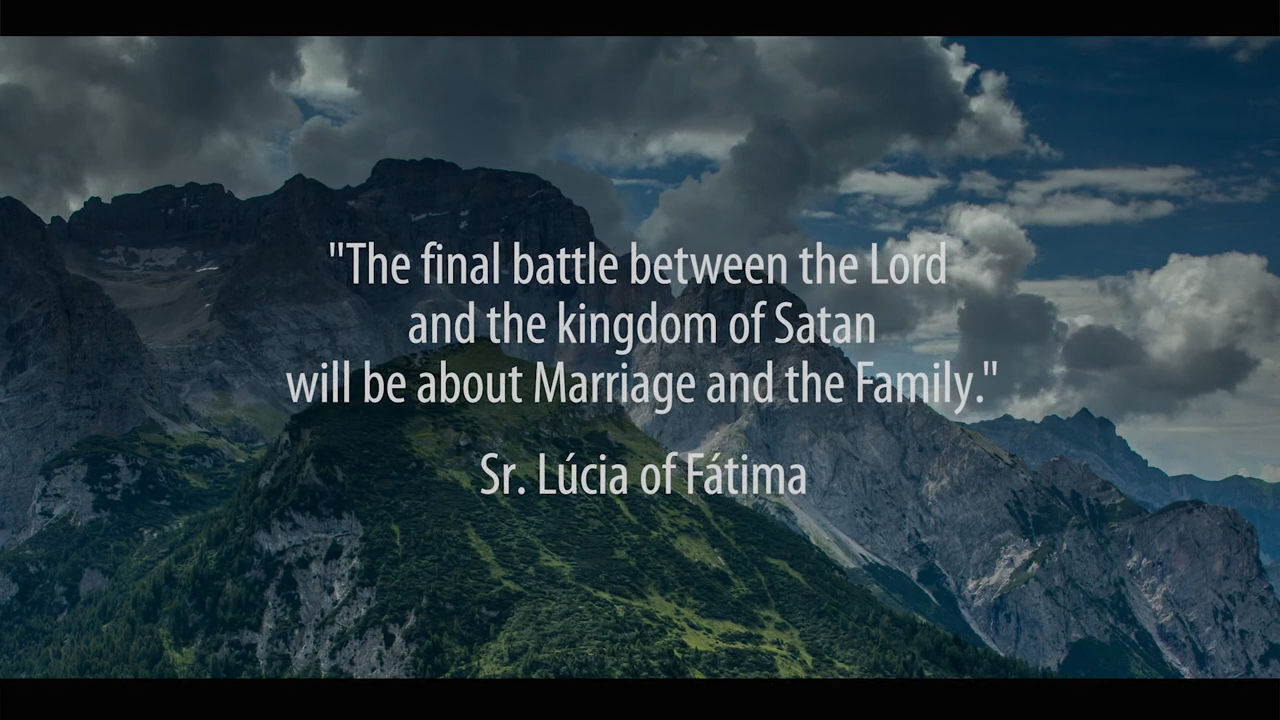 "The final battle between the Lord
and the kingdom of Satan
will be about Marriage and the Family."
Sr. Lúcia of Fátima